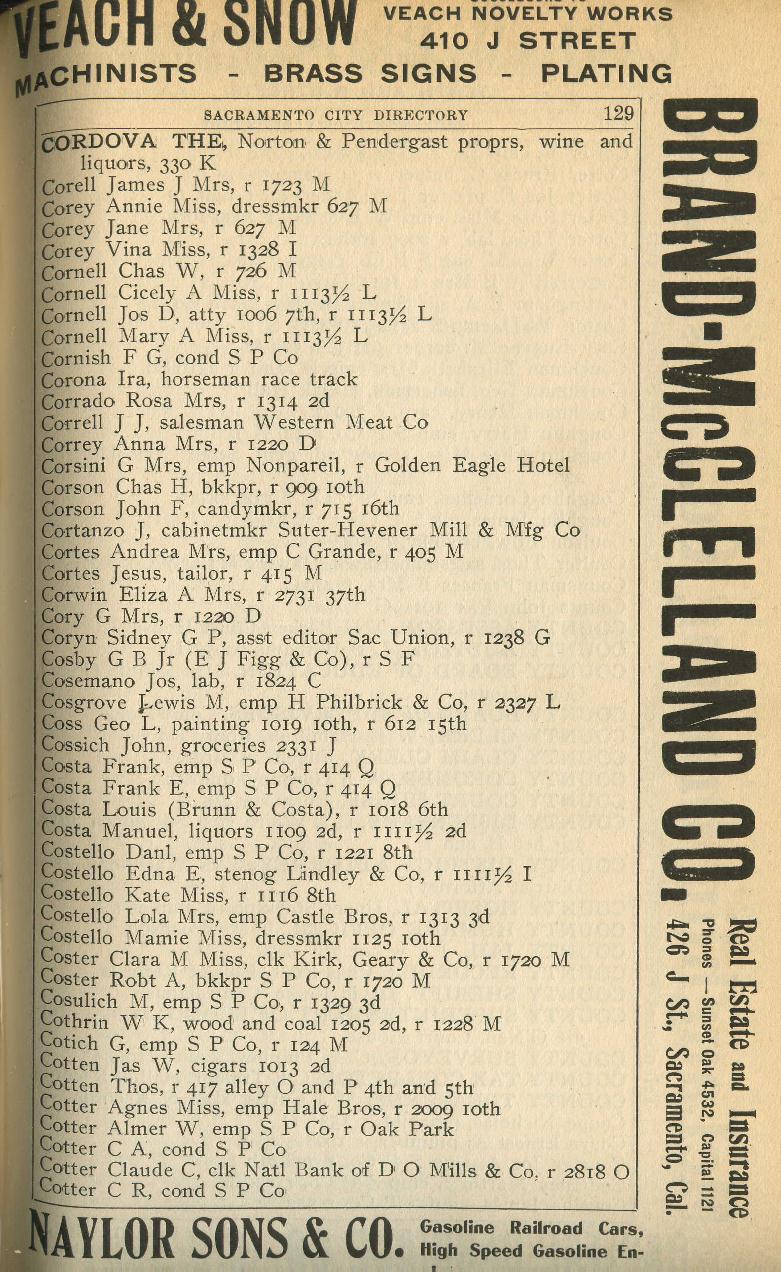 VEACH & SNOW
VEACH NOVELTY WORKS
410 J STREET
MACHINISTS - BRASS SIGNS - PLATING
SACRAMENTO CITY DIRECTORY 129
CORDOVA THE, Norton & Pendergast proprs, wine and
liquors, 330 K
Corell James J Mrs, r 1723 M
Corey Annie Miss, dressmkr 627 M
Corey Jane Mrs, r 627 M
Corey Vina Miss, r 1328 I
Cornell Chas W, r 726 M
Cornell Cicely A Miss, r 1113½ L
Cornell Jos D, atty 1006 7th, r 1113½ L
Cornell Mary A Miss, r 1113½ L
Cornish F G, cond S P Co
Corona Ira, horseman race track
Corrado Rosa Mrs, r 1314 2d
Correll J J, salesman Western Meat Co
Correy Anna Mrs, r 1220 D
Corsini G Mrs, emp Nonpareil, r Golden Eagle Hotel
Corson Chas H, bkkpr, r 909 10th
Corson John F, candymkr, r 715 16th
Cortanzo J, cabinetmkr Suter-Hevener Mill & Mfg Co
Cortes Andrea Mrs, emp C Grande, r 405 M
Cortes Jesus, tailor, r 415 M
Corwin Eliza A Mrs, r 2731 37th
Cory G Mrs, r 1220 D
Coryn Sidney G P, asst editor Sac Union, r 1238 G
Cosby G B Jr (E J Figg & Co), r S F
Cosemano Jos, lab, r 1824 C
Cosgrove Lewis M, emp H Philbrick & Co, r 2327 L
Coss Geo L, painting 1019 10th, r 612 15th
Cossich John, groceries 2331 J
Costa Frank, emp S P Co, r 414 Q
Costa Frank E, emp S P Co, r 414 Q
Costa Louis (Brunn & Costa), r 1018 6th
Costa Manuel, liquors 1109 2d, r 1111½ 2d
Costello Danl, emp S P Co, r 1221 8th
Costello Edna E, stenog Lindley & Co, r 1111½ I
Costello Kate Miss, r 1116 8th
Costello Lola Mrs, emp Castle Bros, r 1313 3d
Costello Mamie Miss, dressmkr 1125 10th
Coster Clara M Miss, clk Kirk, Geary & Co, r 1720 M
Coster Robt A, bkkpr S P Co, r 1720 M
Cosulich M, emp S P Co, r 1329 3d
Cothrin W K, wood and coal 1205 2d, r 1228 M
Cotich G, emp S P Co, r 124 M
Cotten Jas W, cigars 1013 2d
Cotten Thos, r 417 alley O and P 4th and 5th
Cotter Agnes Miss, emp Hale Bros, r 2009 10th
Cotter Almer W, emp S P Co, r Oak Park
Cotter C A, cond S P Co
Cotter Claude C, clk Natl Bank of D O Mills & Co, r 2818 O
Cotter C R, cond S P Co
BRAND-McCLELLAND CO.
Real Estate and Insurance
Phones — Sunset Oak 4532, Capital 1121
426 J St., Sacramento, Cal.
NAYLOR SONS & CO.
Gasoline Railroad Cars,
High Speed Gasoline En-